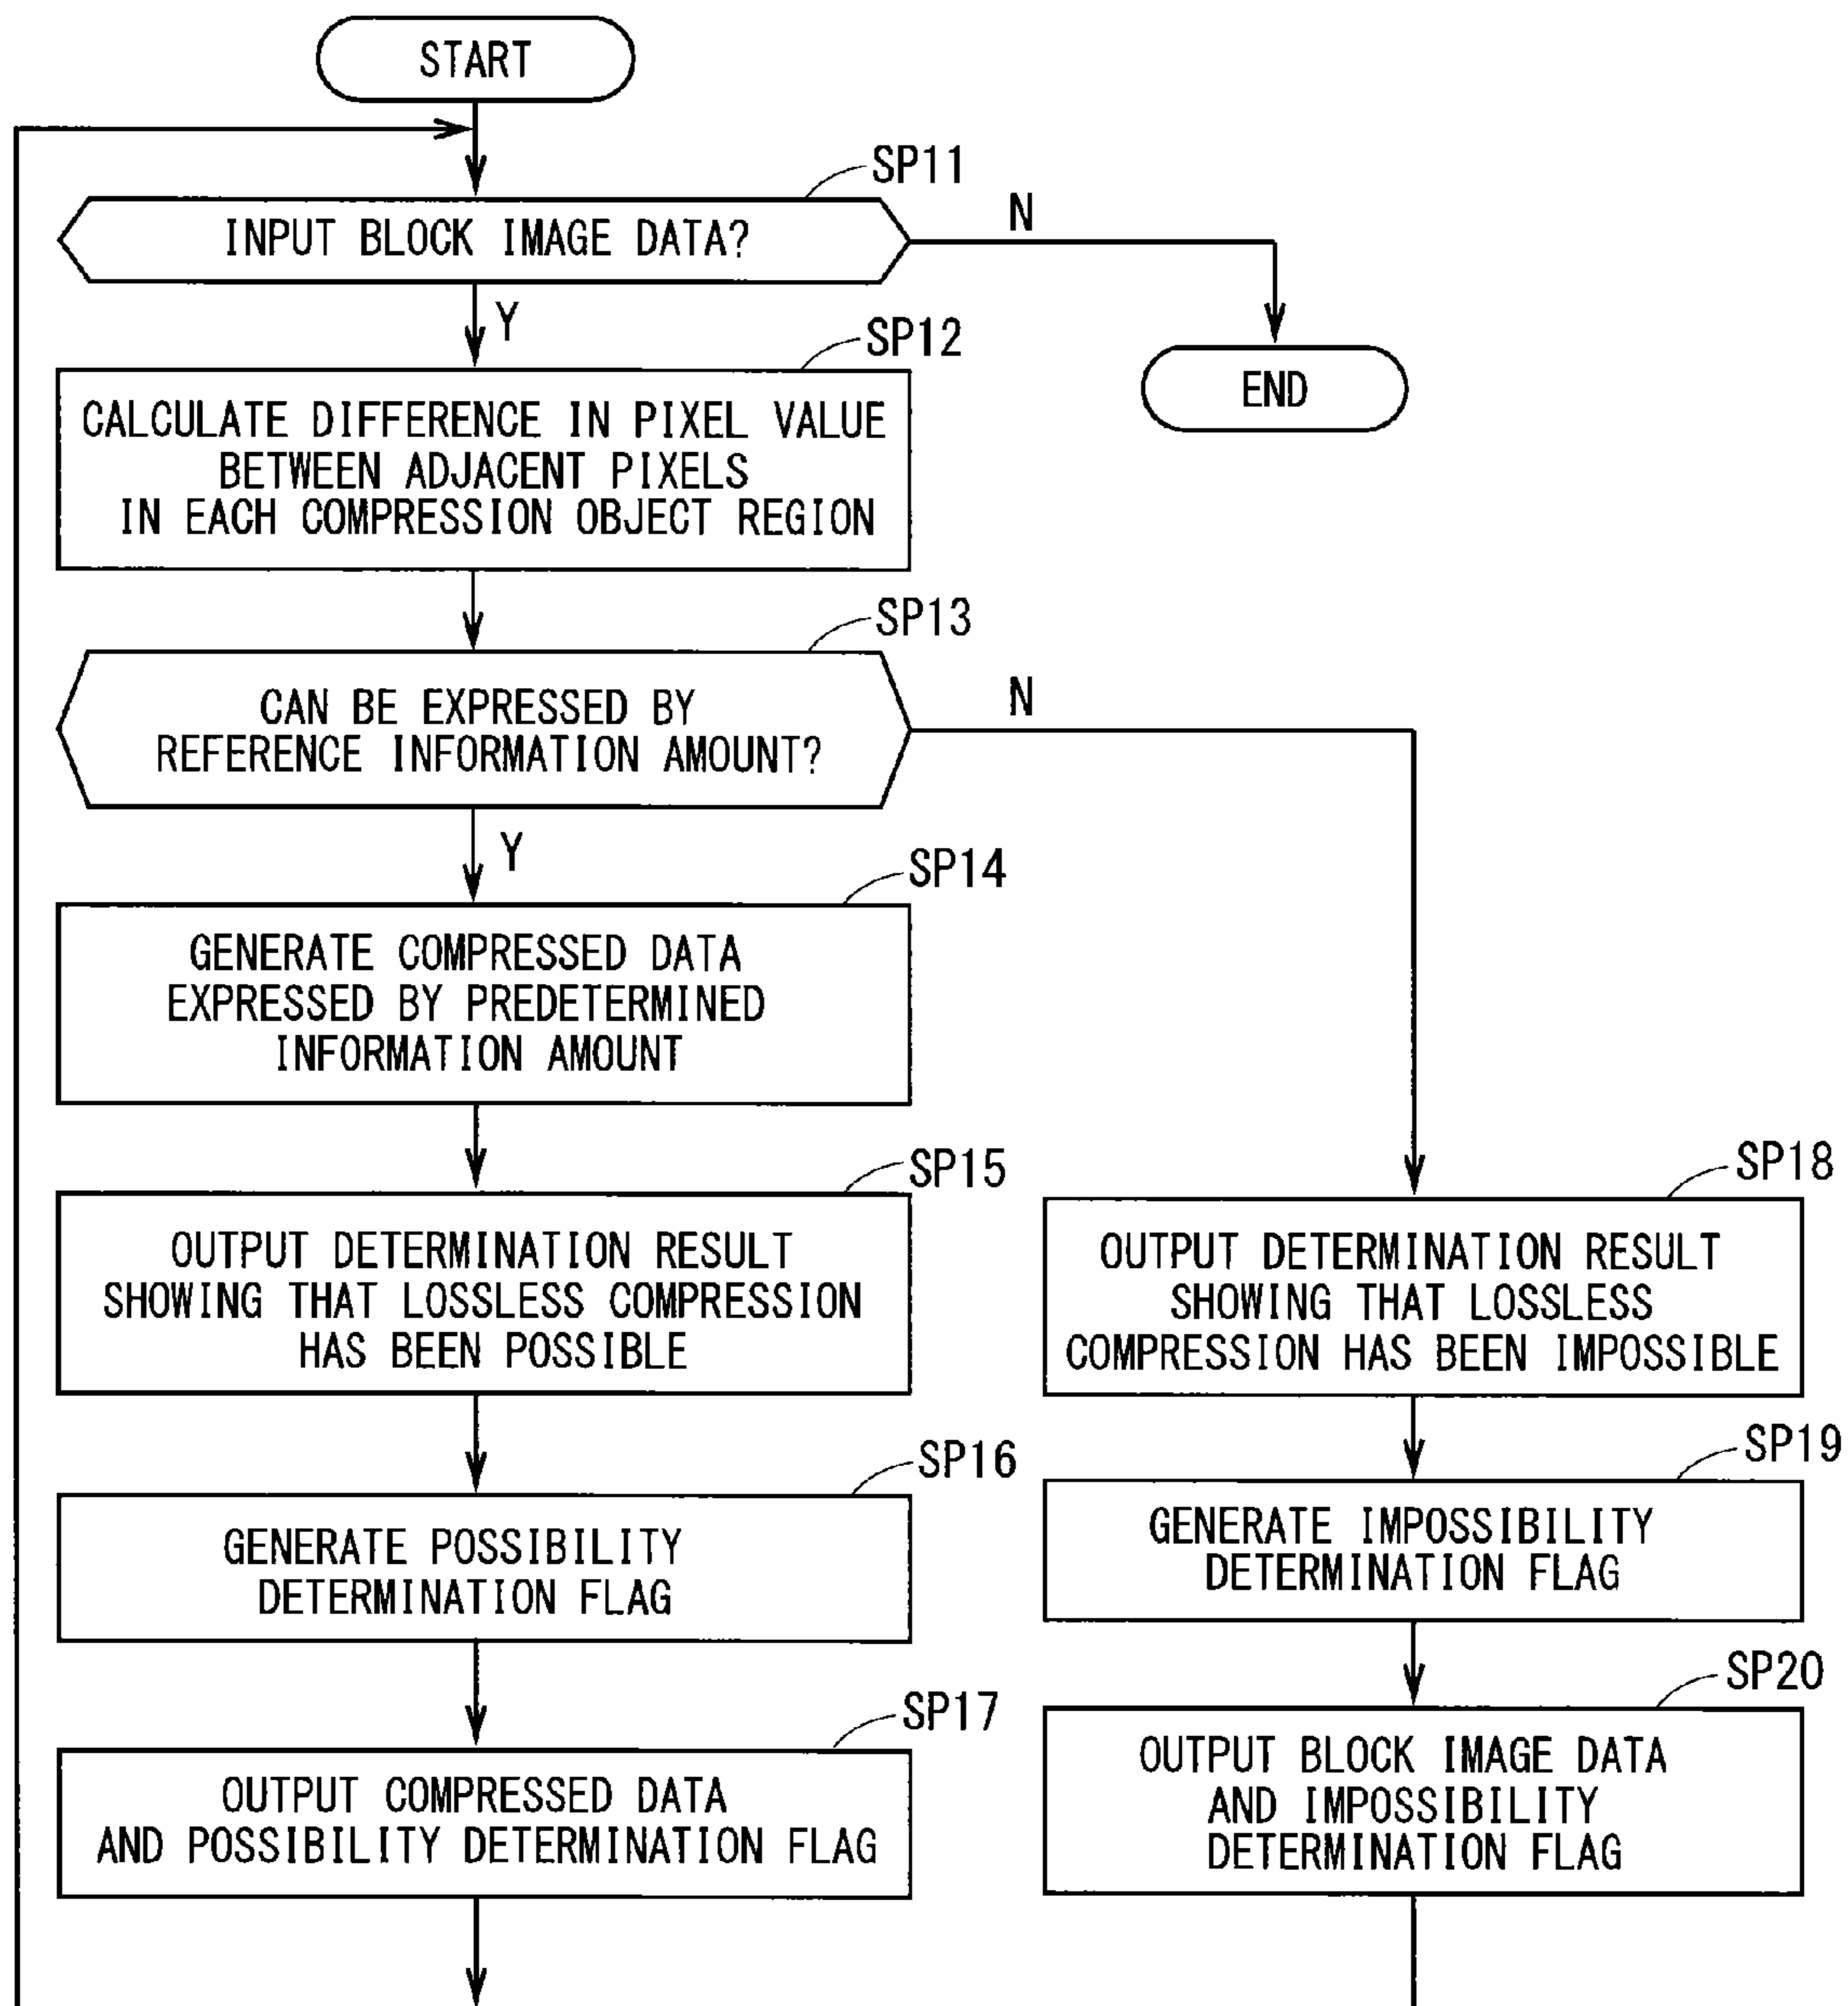 START
SP11
INPUT BLOCK IMAGE DATA?
N
Y
SP12
END
CALCULATE DIFFERENCE IN PIXEL VALUE
BETWEEN ADJACENT PIXELS
IN EACH COMPRESSION OBJECT REGION
SP13
N
CAN BE EXPRESSED BY
REFERENCE INFORMATION AMOUNT?
Y
SP14
GENERATE COMPRESSED DATA
EXPRESSED BY PREDETERMINED
INFORMATION AMOUNT
SP15
OUTPUT DETERMINATION RESULT
SHOWING THAT LOSSLESS COMPRESSION
HAS BEEN POSSIBLE
SP16
GENERATE POSSIBILITY
DETERMINATION FLAG
SP17
OUTPUT COMPRESSED DATA
AND POSSIBILITY DETERMINATION FLAG
SP18
OUTPUT DETERMINATION RESULT
SHOWING THAT LOSSLESS
COMPRESSION HAS BEEN IMPOSSIBLE
SP19
GENERATE IMPOSSIBILITY
DETERMINATION FLAG
SP20
OUTPUT BLOCK IMAGE DATA
AND IMPOSSIBILITY
DETERMINATION FLAG